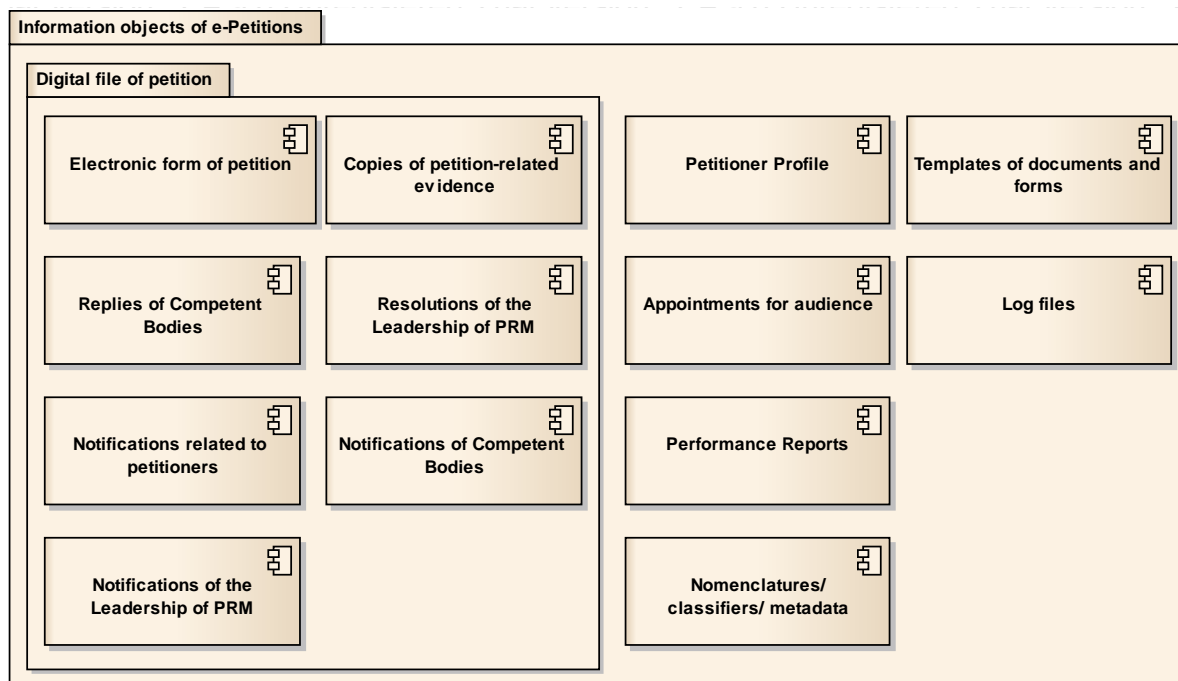 Information objects of e-Petitions
Digital file of petition
Electronic form of petition
Copies of petition-related
evidence
Petitioner Profile
Templates of documents and
forms
Replies of Competent
Bodies
Resolutions of the
Leadership of PRM
Appointments for audience
Log files
Notifications related to
petitioners
Notifications of Competent
Bodies
Performance Reports
Notifications of the
Leadership of PRM
Nomenclatures/
classifiers/ metadata